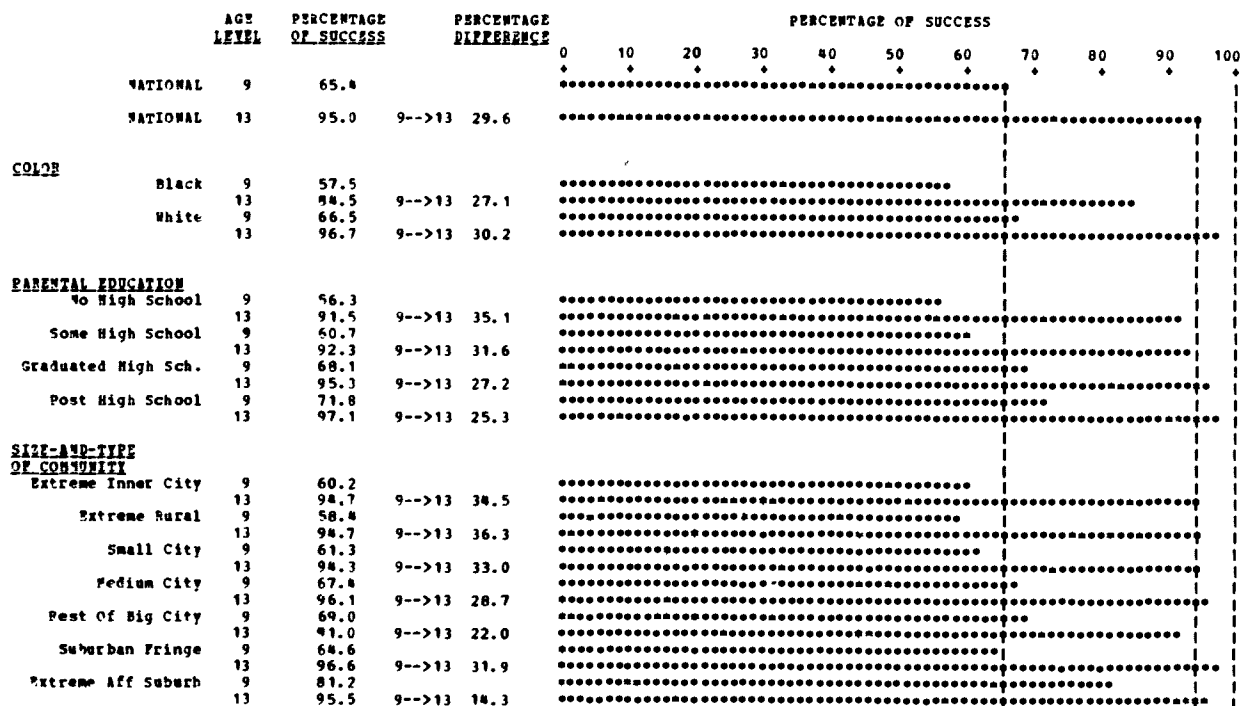 AGE PERCENTAGE PERCENTAGE PERCENTAGE OF SUCCESS
LEVEL OF SUCCESS DIFFERENCE 0 10 20 30 40 50 60 70 80 90 100
NATIONAL 9 65.4
NATIONAL 13 95.0 9-->13 29.6
COLOR
Black 9 57.5
13 84.5 9-->13 27.1
White 9 66.5
13 96.7 9-->13 30.2
PARENTAL EDUCATION
No High School 9 56.3
13 91.5 9-->13 35.1
Some High School 9 60.7
13 92.3 9-->13 31.6
Graduated High Sch. 9 68.1
13 95.3 9-->13 27.2
Post High School 9 71.8
13 97.1 9-->13 25.3
SIZE-AND-TYPE
OF COMMUNITY
Extreme Inner City 9 60.2
13 94.7 9-->13 34.5
Extreme Rural 9 58.4
13 94.7 9-->13 36.3
Small City 9 61.3
13 94.3 9-->13 33.0
Medium City 9 67.4
13 96.1 9-->13 28.7
Rest Of Big City 9 69.0
13 91.0 9-->13 22.0
Suburban Fringe 9 64.6
13 96.6 9-->13 31.9
Extreme Aff Suburb 9 81.2
13 95.5 9-->13 14.3